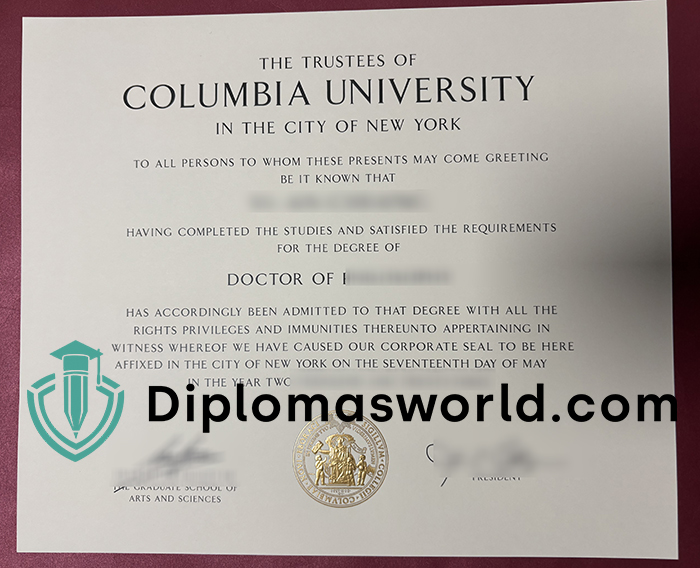 THE TRUSTEES OF
COLUMBIA UNIVERSITY
IN THE CITY OF NEW YORK
TO ALL PERSONS TO WHOM THESE PRESENTS MAY COME GREETING
BE IT KNOWN THAT
HAVING COMPLETED THE STUDIES AND SATISFIED THE REQUIREMENTS
FOR THE DEGREE OF
DOCTOR OF
HAS ACCORDINGLY BEEN ADMITTED TO THAT DEGREE WITH ALL THE
RIGHTS PRIVILEGES AND IMMUNITIES THEREUNTO APPERTAINING IN
WITNESS WHEREOF WE HAVE CAUSED OUR CORPORATE SEAL TO BE HERE
AFFIXED IN THE CITY OF NEW YORK ON THE SEVENTEENTH DAY OF MAY
IN THE YEAR
Diplomasworld.com
THE GRADUATE SCHOOL OF
ARTS AND SCIENCES
PRESIDENT